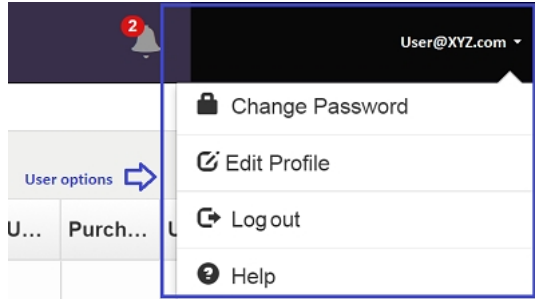 2
User@XYZ.com
Change Password
Edit Profile
User options
Log out
U... Purch... U
Help